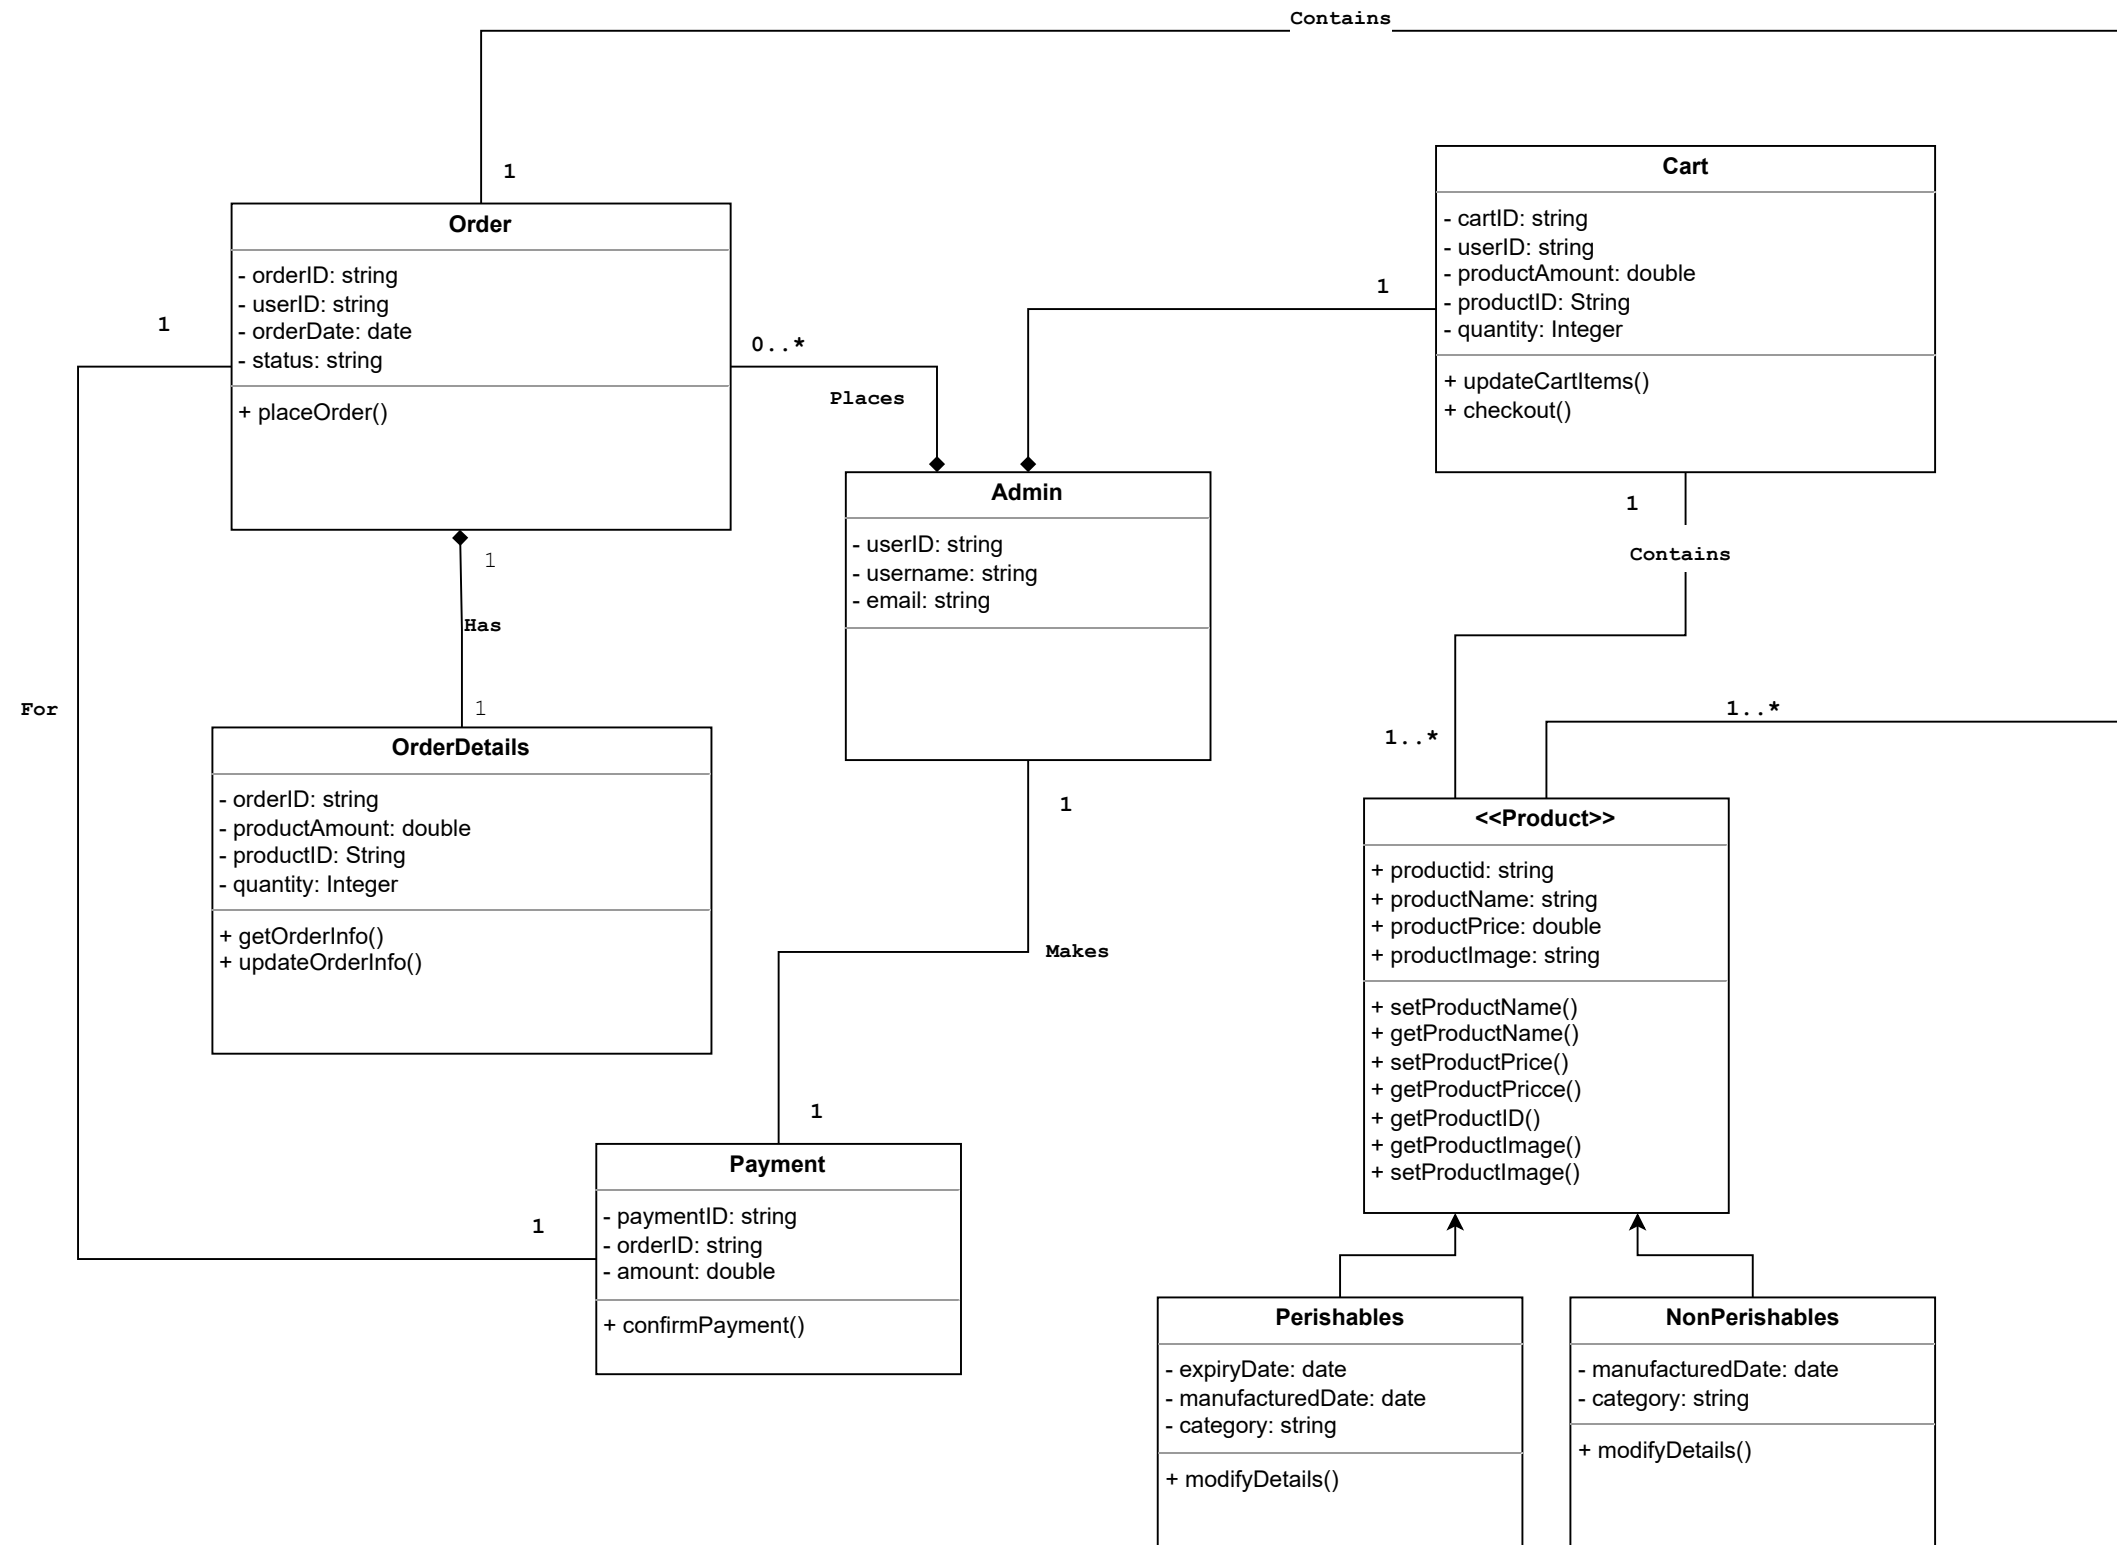 Contains
1
Order
- orderID: string
- userID: string
- orderDate: date
- status: string
+ placeOrder()
1
0..*
Places
Cart
- cartID: string
- userID: string
- productAmount: double
- productID: String
- quantity: Integer
+ updateCartItems()
+ checkout()
1
1
Contains
Admin
- userID: string
- username: string
- email: string
1
Has
1
For
OrderDetails
- orderID: string
- productAmount: double
- productID: String
- quantity: Integer
+ getOrderInfo()
+ updateOrderInfo()
1
Makes
1
1..*
1..*
<<Product>>
+ productid: string
+ productName: string
+ productPrice: double
+ productImage: string
+ setProductName()
+ getProductName()
+ setProductPrice()
+ getProductPricce()
+ getProductID()
+ getProductImage()
+ setProductImage()
1
Payment
- paymentID: string
- orderID: string
- amount: double
+ confirmPayment()
Perishables
- expiryDate: date
- manufacturedDate: date
- category: string
+ modifyDetails()
NonPerishables
- manufacturedDate: date
- category: string
+ modifyDetails()